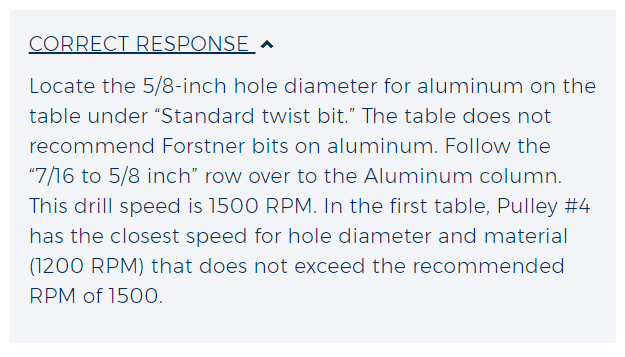 CORRECT RESPONSE
Locate the 5/8-inch hole diameter for aluminum on the
table under “Standard twist bit.” The table does not
recommend Forstner bits on aluminum. Follow the
“7/16 to 5/8 inch” row over to the Aluminum column.
This drill speed is 1500 RPM. In the first table, Pulley #4
has the closest speed for hole diameter and material
(1200 RPM) that does not exceed the recommended
RPM of 1500.